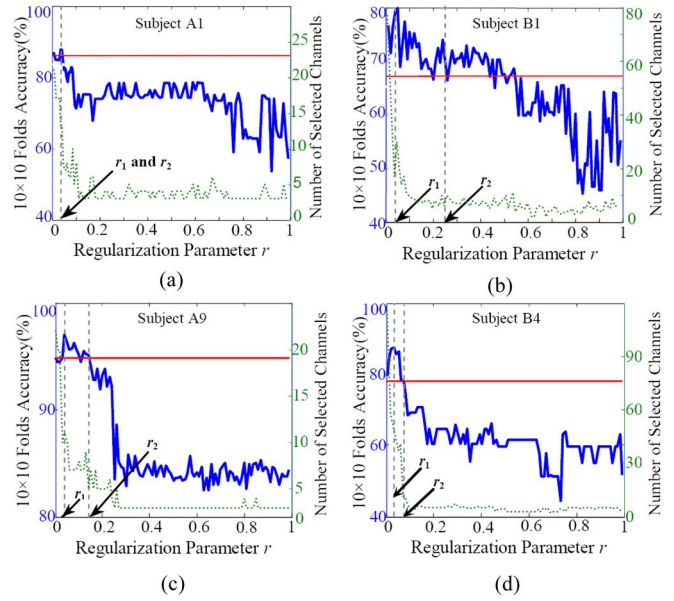 Subject A1
10×10 Folds Accuracy(%)
100
80
60
40
25
20
15
10
5
0
Number of Selected Channels
r1 and r2
0 0.2 0.4 0.6 0.8 1
Regularization Parameter r
(a)
Subject B1
10×10 Folds Accuracy(%)
80
70
60
50
40
80
60
40
20
0
Number of Selected Channels
r1
r2
0 0.2 0.4 0.6 0.8 1
Regularization Parameter r
(b)
Subject A9
10×10 Folds Accuracy(%)
100
90
80
20
15
10
5
0
Number of Selected Channels
r1
r2
0 0.2 0.4 0.6 0.8 1
Regularization Parameter r
(c)
Subject B4
10×10 Folds Accuracy(%)
100
80
60
40
120
90
60
30
0
Number of Selected Channels
r1
r2
0 0.2 0.4 0.6 0.8 1
Regularization Parameter r
(d)